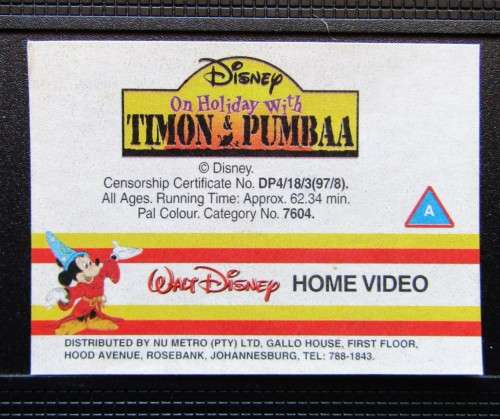 Disney
On Holiday with
TIMON & PUMBAA
© Disney.
Censorship Certificate No. DP4/18/3(97/8).
All Ages. Running Time: Approx. 62.34 min.
Pal Colour. Category No. 7604.
A
Walt Disney HOME VIDEO
DISTRIBUTED BY NU METRO (PTY) LTD, GALLO HOUSE, FIRST FLOOR,
HOOD AVENUE, ROSEBANK, JOHANNESBURG, TEL: 788-1843.